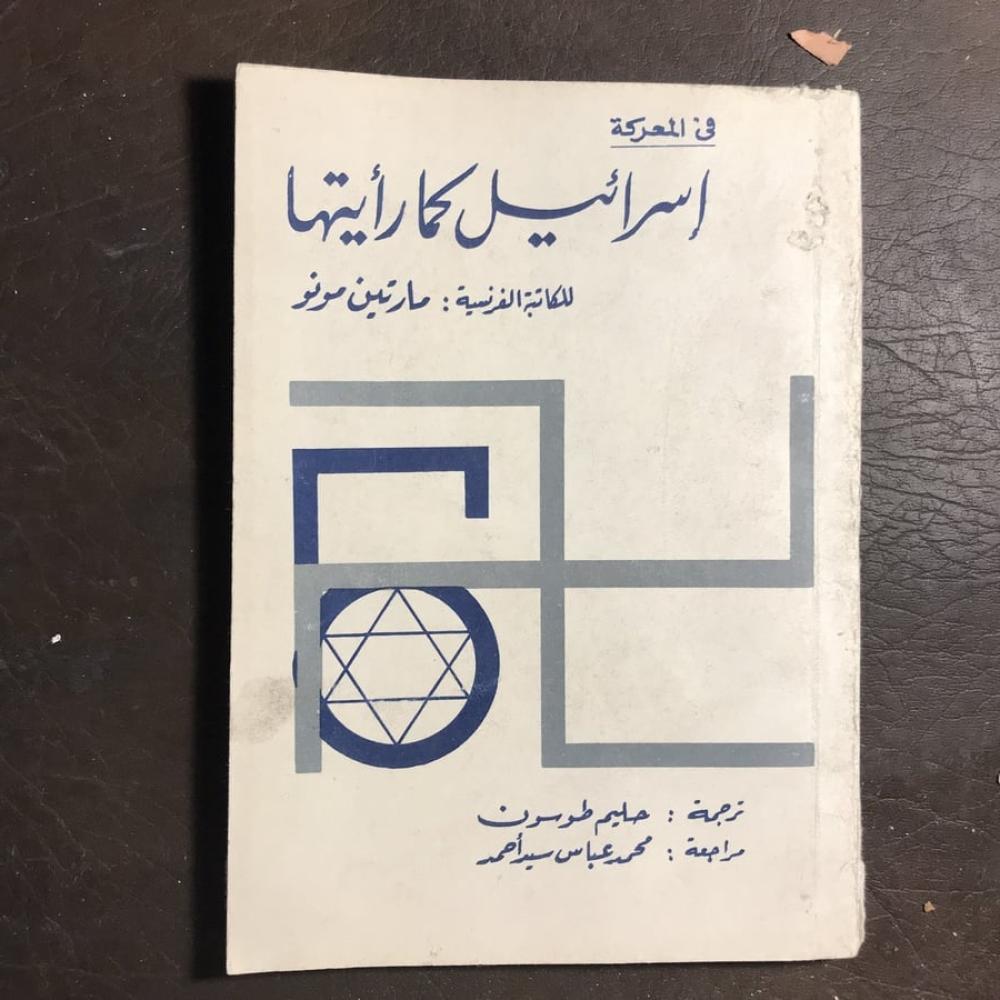 في المعركة
إسرائيل كما رأيتها
للكاتبة الفرنسية : مارتين مونو
ترجمة : حليم طوسون
مراجعة : محمد عباس سيد أحمد